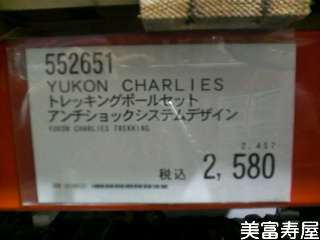 552651
YUKON CHARLIES
トレッキングポールセット
アンチショックシステムデザイン
YUKON CHARLIES TREKKING
2,457
税込 2,580
美富寿屋